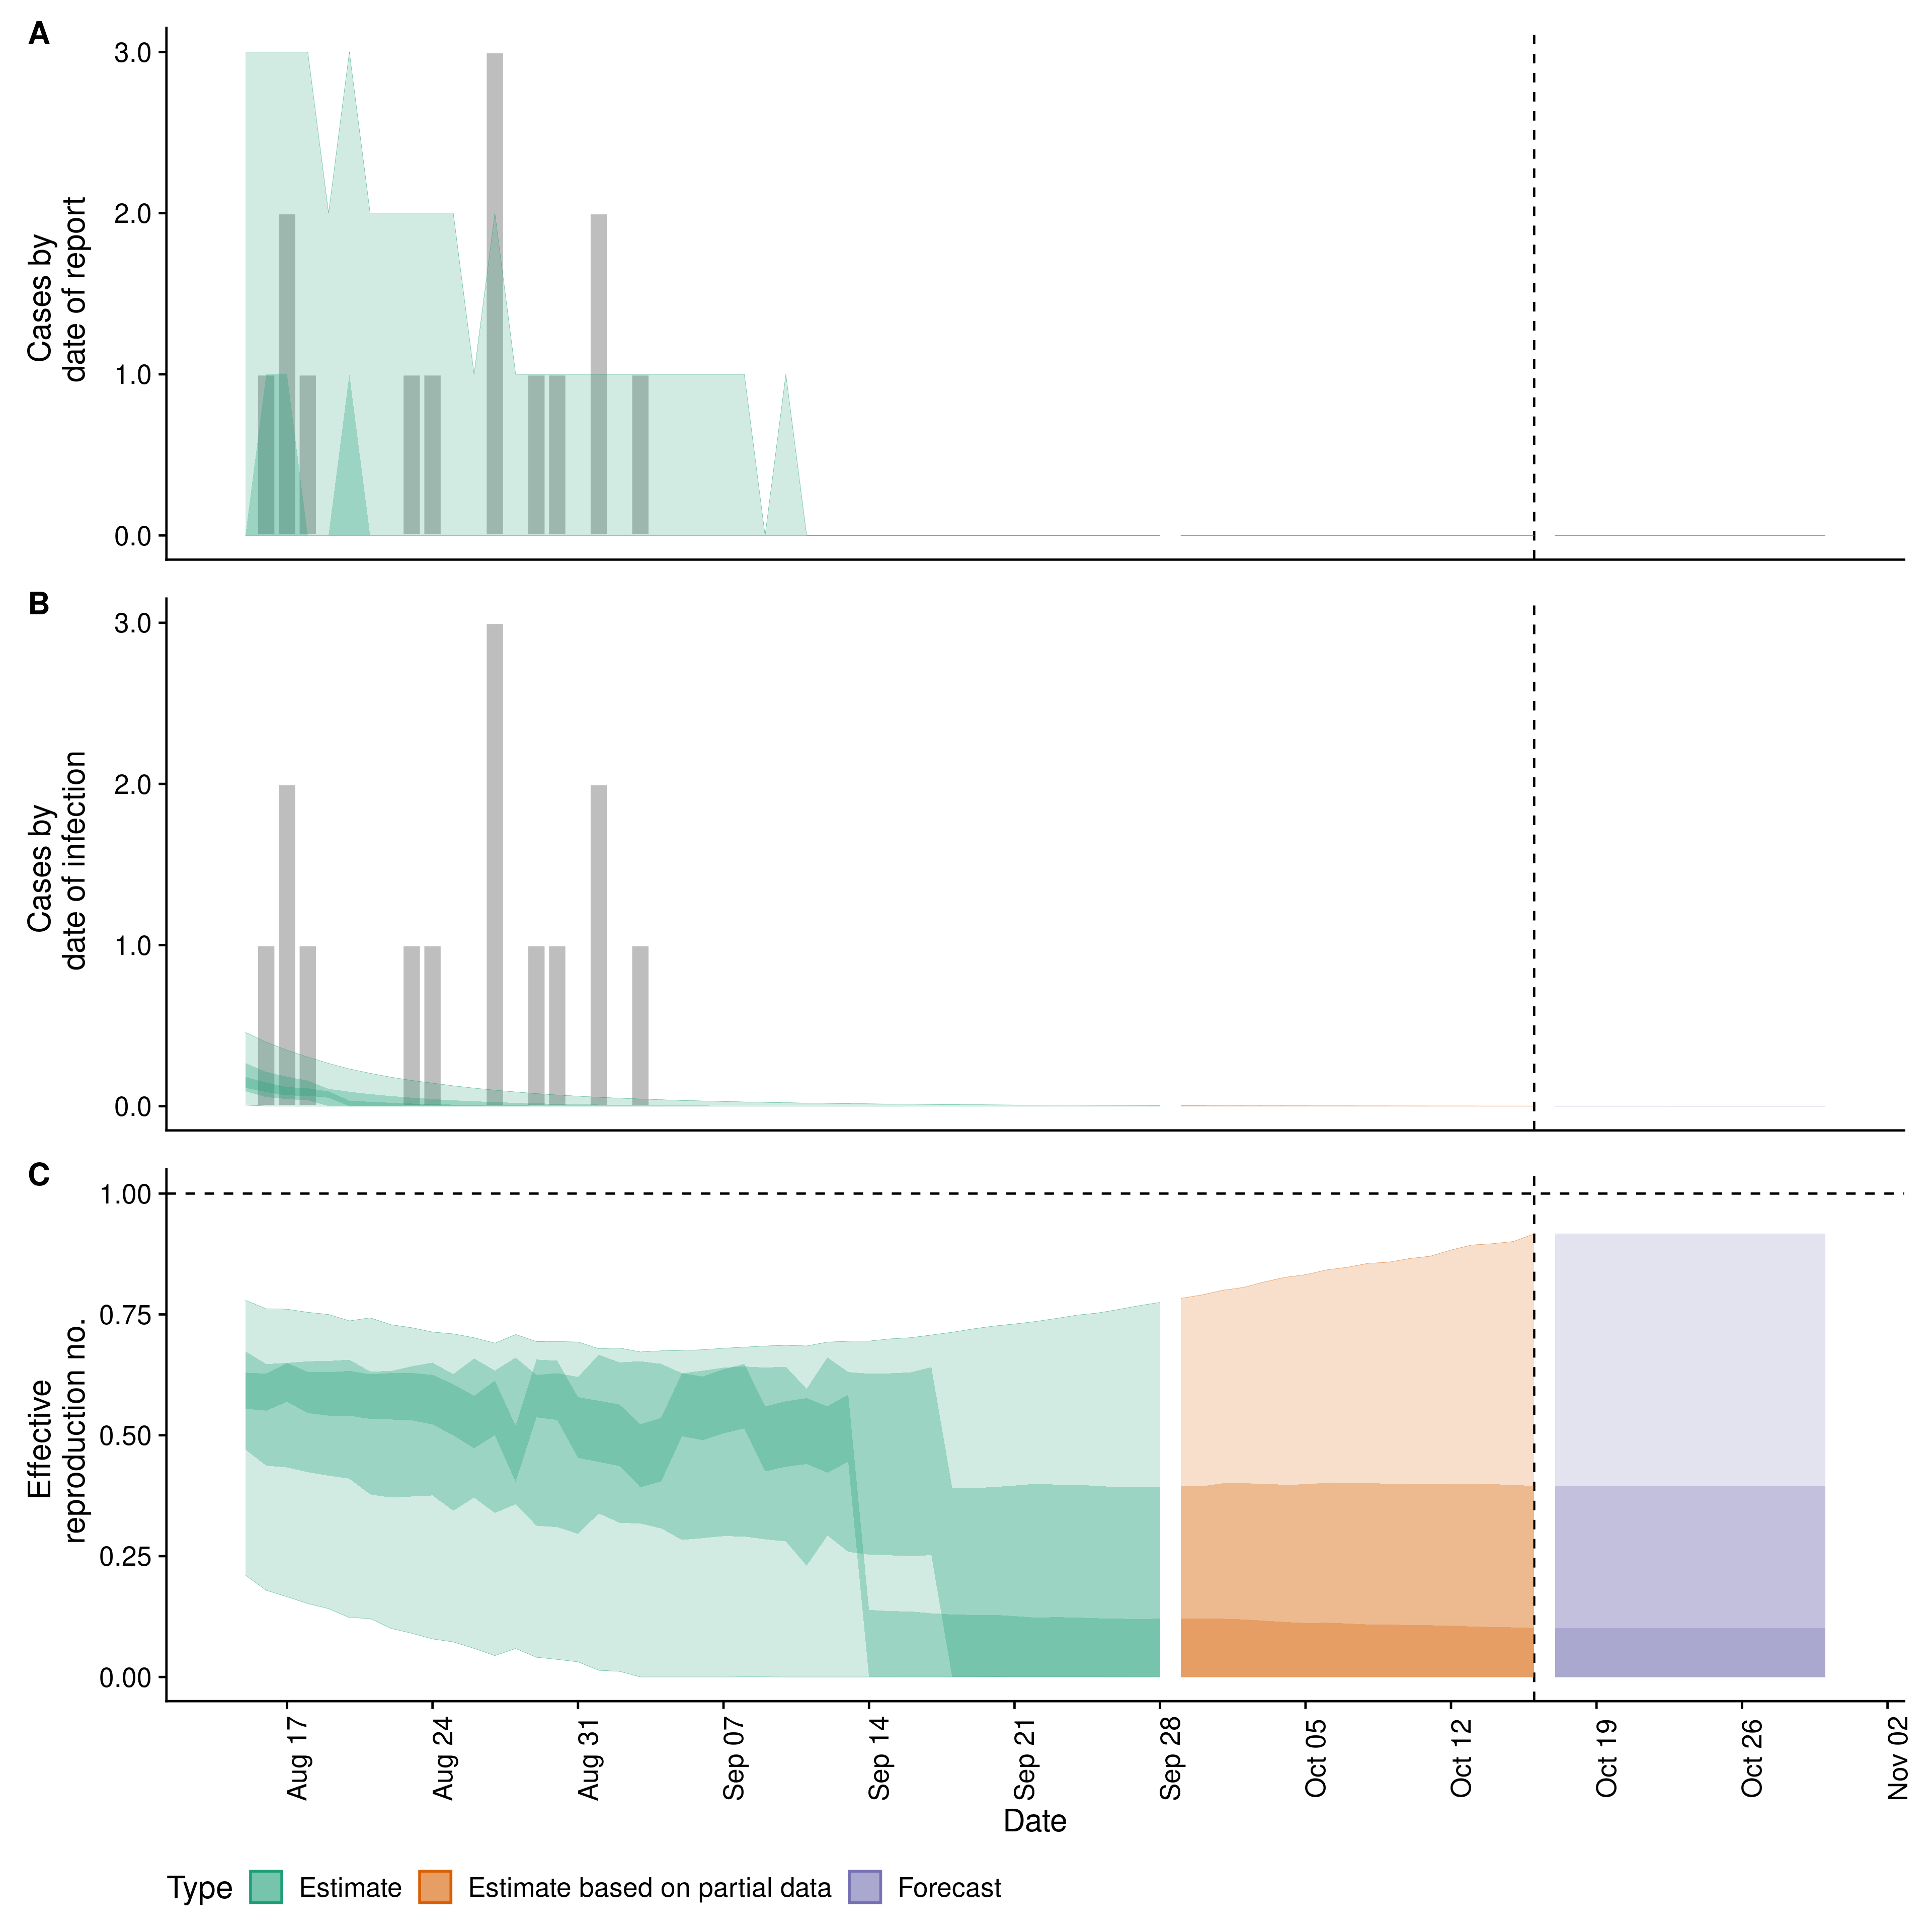 A
3.0
2.0
1.0
0.0
Cases by
date of report
B
3.0
2.0
1.0
0.0
Cases by
date of infection
C
1.00
0.75
0.50
0.25
0.00
Effective
reproduction no.
Aug 17
Aug 24
Aug 31
Sep 07
Sep 14
Sep 21
Sep 28
Oct 05
Oct 12
Oct 19
Oct 26
Nov 02
Date
Type Estimate Estimate based on partial data Forecast